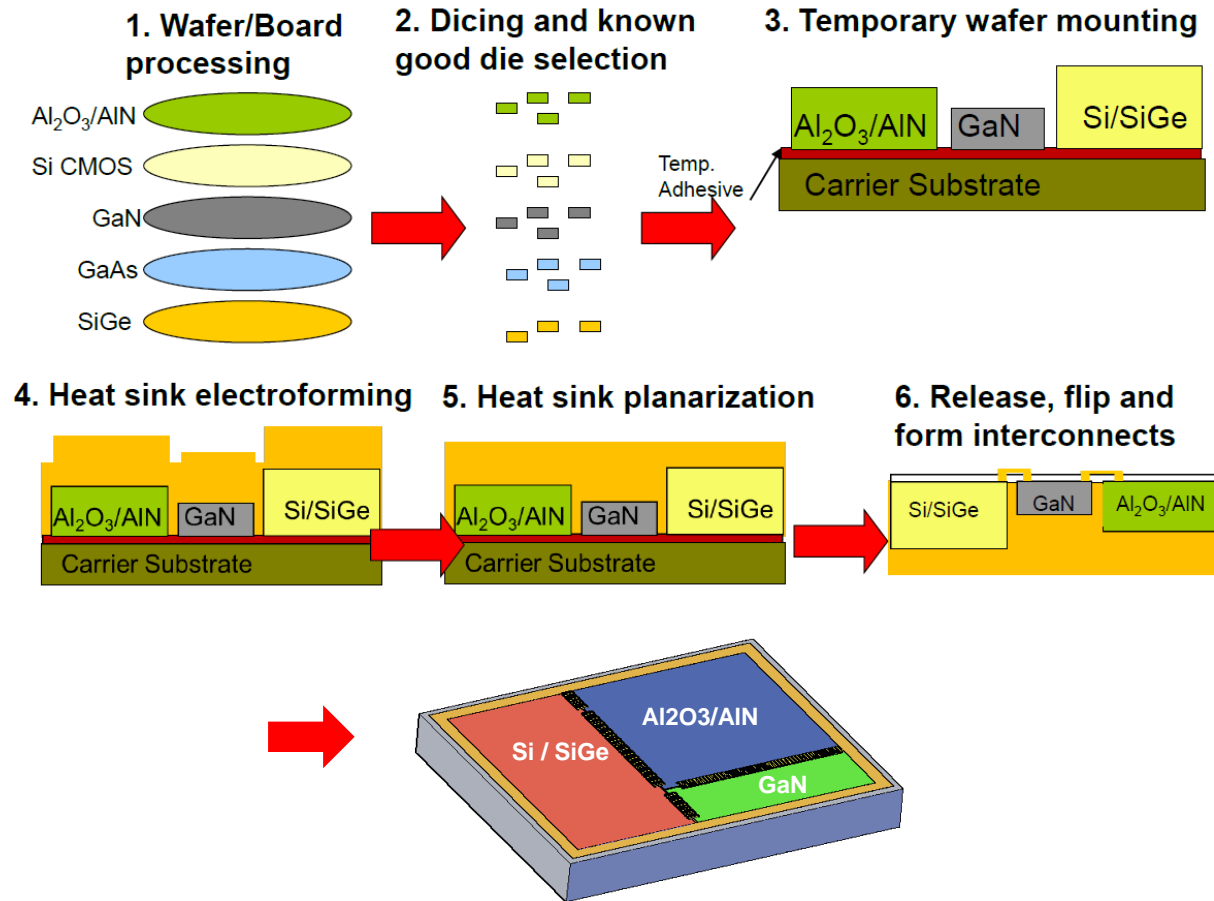 1. Wafer/Board
processing
2. Dicing and known
good die selection
3. Temporary wafer mounting
Al₂O₃/AlN
Si CMOS
GaN
GaAs
SiGe
Temp.
Adhesive
Al₂O₃/AlN
GaN
Si/SiGe
Carrier Substrate
4. Heat sink electroforming
5. Heat sink planarization
6. Release, flip and
form interconnects
Al₂O₃/AlN
GaN
Si/SiGe
Carrier Substrate
Al₂O₃/AlN
GaN
Si/SiGe
Carrier Substrate
Si/SiGe
GaN
Al₂O₃/AlN
Si / SiGe
Al2O3/AlN
GaN